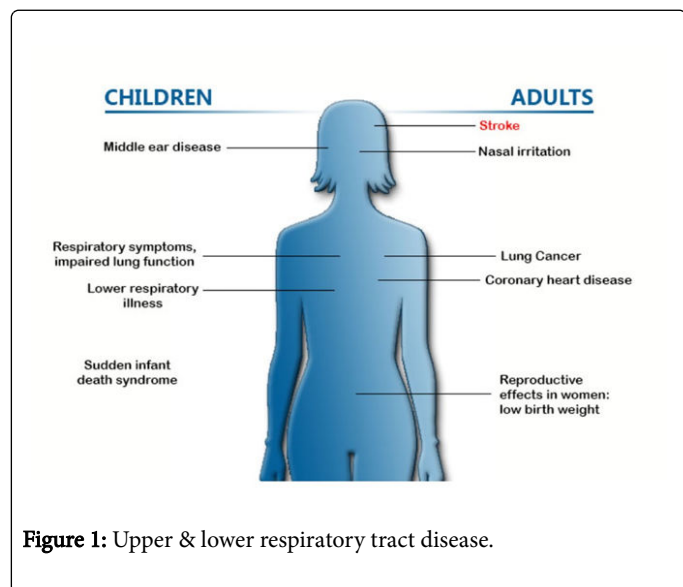 CHILDREN
ADULTS
Stroke
Middle ear disease
Nasal irritation
Respiratory symptoms,
impaired lung function
Lung Cancer
Lower respiratory
illness
Coronary heart disease
Sudden infant
death syndrome
Reproductive
effects in women:
low birth weight
Figure 1: Upper & lower respiratory tract disease.